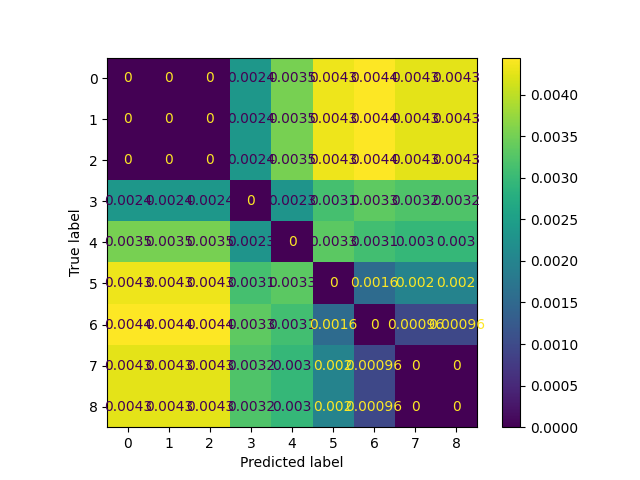 0 0 0 0 0.0024 0.0035 0.0043 0.0044 0.0043 0.0043
1 0 0 0 0.0024 0.0035 0.0043 0.0044 0.0043 0.0043
2 0 0 0 0.0024 0.0035 0.0043 0.0044 0.0043 0.0043
3 0.0024 0.0024 0.0024 0 0.0023 0.0031 0.0033 0.0032 0.0032
4 0.0035 0.0035 0.0035 0.0023 0 0.0033 0.0031 0.003 0.003
5 0.0043 0.0043 0.0043 0.0031 0.0033 0 0.0016 0.002 0.002
6 0.0044 0.0044 0.0044 0.0033 0.0031 0.0016 0 0.00096 0.00096
7 0.0043 0.0043 0.0043 0.0032 0.003 0.002 0.00096 0 0
8 0.0043 0.0043 0.0043 0.0032 0.003 0.002 0.00096 0 0
0 1 2 3 4 5 6 7 8
Predicted label
True label
0.0040
0.0035
0.0030
0.0025
0.0020
0.0015
0.0010
0.0005
0.0000